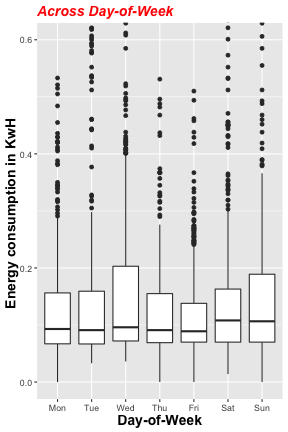 Across Day-of-Week
Energy consumption in KwH
0.6
0.4
0.2
0.0
Mon Tue Wed Thu Fri Sat Sun
Day-of-Week